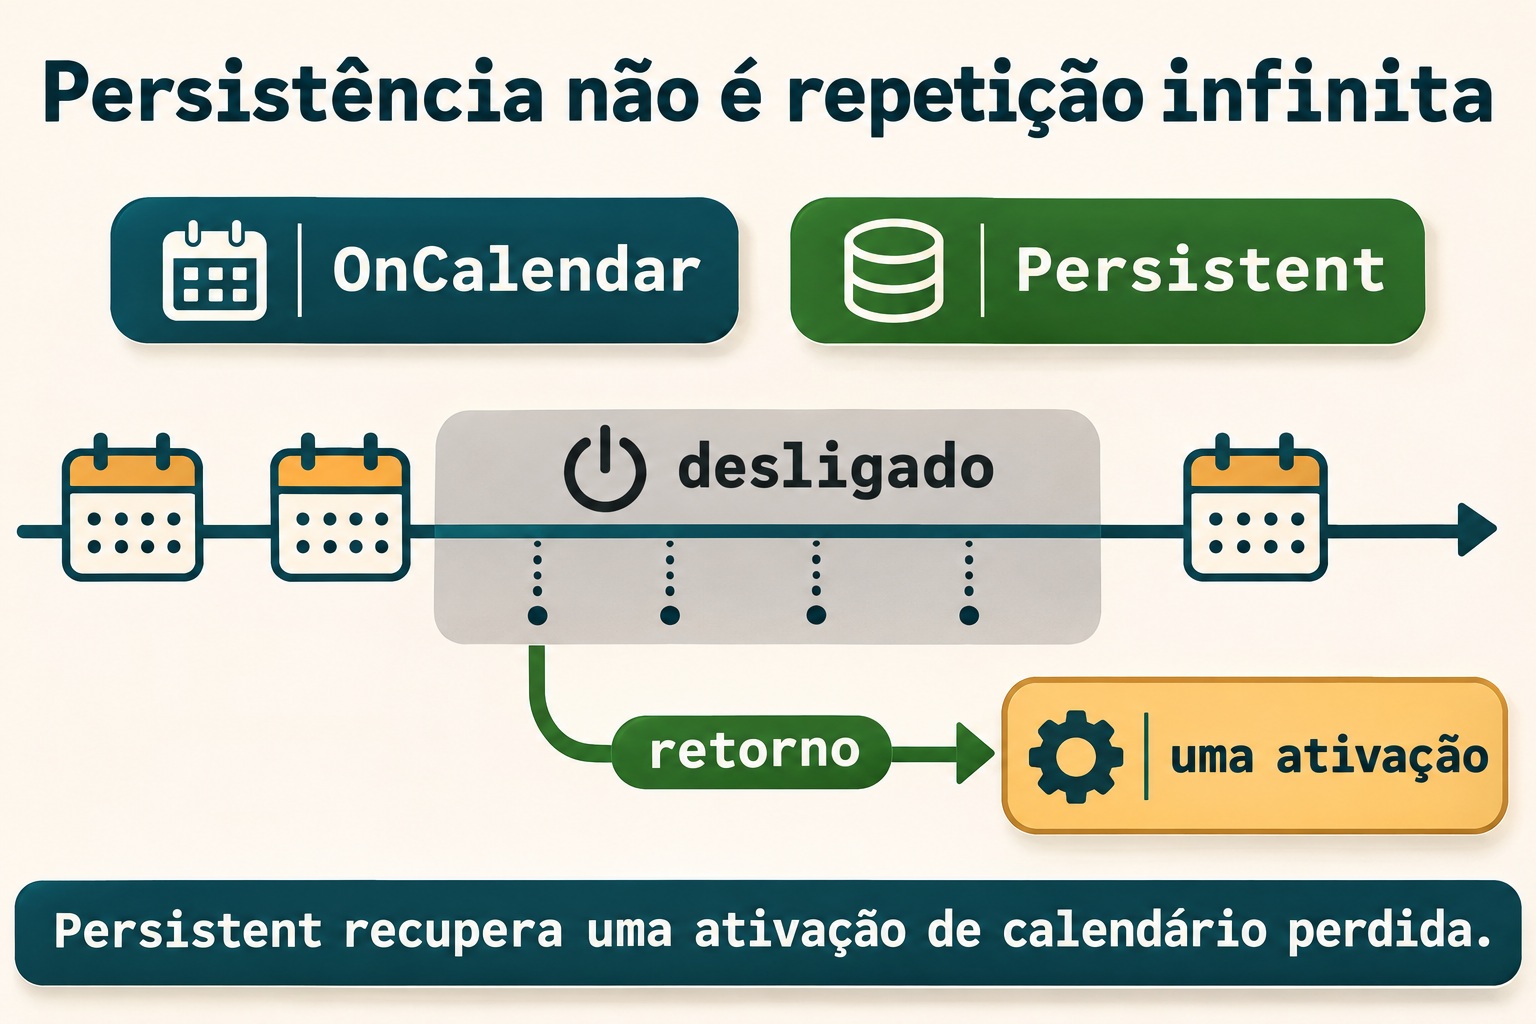 Persistência não é repetição infinita
OnCalendar
Persistent
desligado
retorno
uma ativação
Persistent recupera uma ativação de calendário perdida.